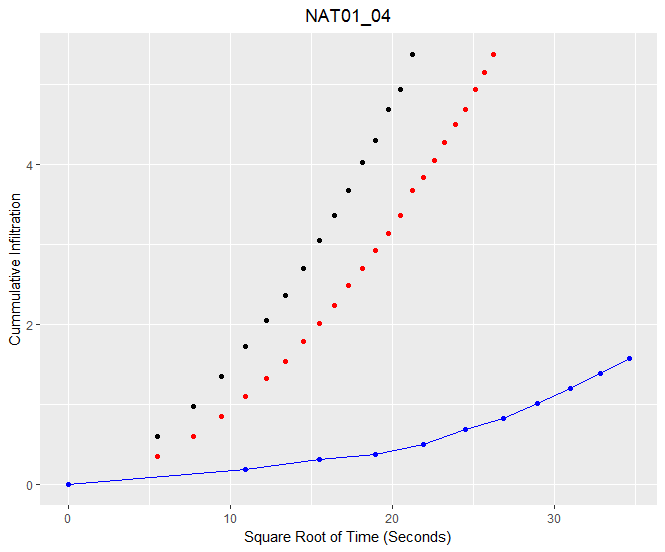 NAT01_04
Cummulative Infiltration
4
2
0
0
10
20
30
Square Root of Time (Seconds)